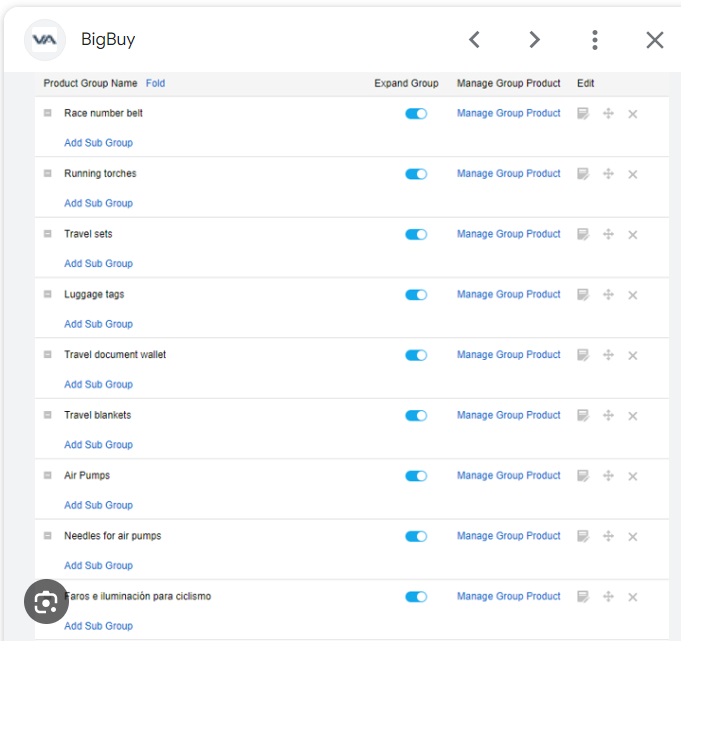 VA
BigBuy
Product Group Name Fold Expand Group Manage Group Product Edit
Race number belt Manage Group Product
Add Sub Group
Running torches Manage Group Product
Add Sub Group
Travel sets Manage Group Product
Add Sub Group
Luggage tags Manage Group Product
Add Sub Group
Travel document wallet Manage Group Product
Add Sub Group
Travel blankets Manage Group Product
Add Sub Group
Air Pumps Manage Group Product
Add Sub Group
Needles for air pumps Manage Group Product
Add Sub Group
Faros e iluminación para ciclismo Manage Group Product
Add Sub Group